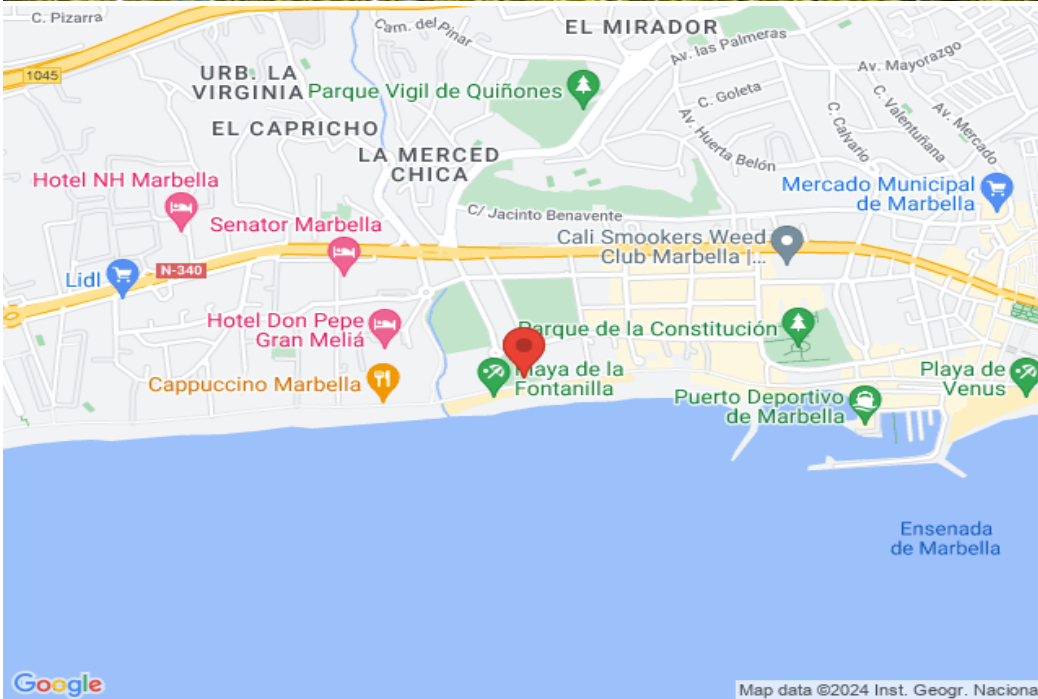 C. Pizarra
Cam. del Pinar
EL MIRADOR
Av. las Palmeras
Av. Mayorazgo
1045
URB. LA
VIRGINIA
Parque Vigil de Quiñones
C. Goleta
C. Valentuñana
Av. Mercado
EL CAPRICHO
Av. Huerta Belón
C. Calvario
LA MERCED
CHICA
Hotel NH Marbella
Mercado Municipal
de Marbella
C/ Jacinto Benavente
Senator Marbella
Cali Smookers Weed
Club Marbella |...
N-340
Lidl
Hotel Don Pepe
Gran Meliá
Parque de la Constitución
Cappuccino Marbella
Playa de la
Fontanilla
Playa de
Venus
Puerto Deportivo
de Marbella
Ensenada
de Marbella
Google
Map data ©2024 Inst. Geogr. Naciona